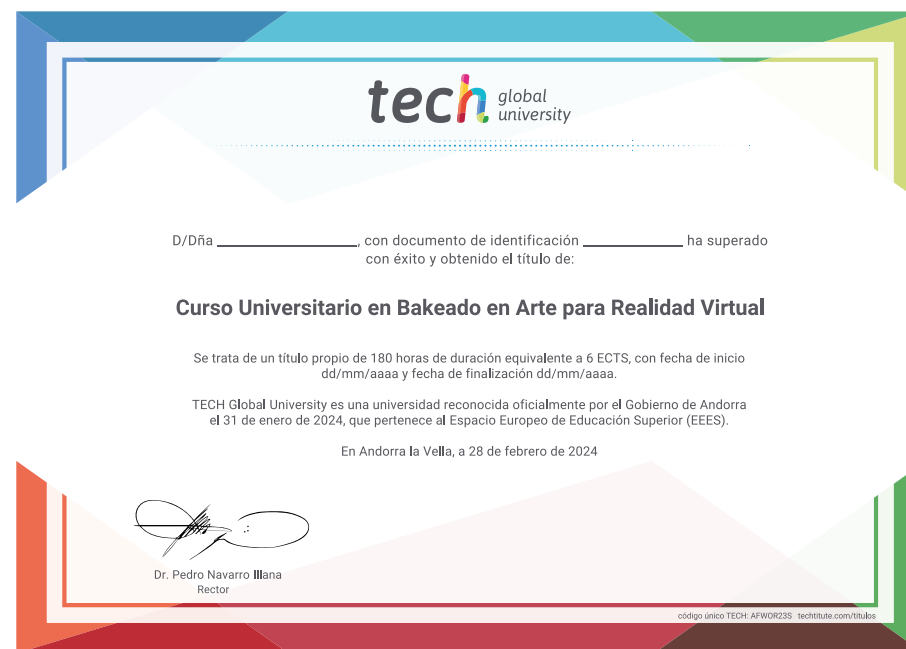 tech global
university
D/Dña ____________________, con documento de identificación ______________ ha superado
con éxito y obtenido el título de:
Curso Universitario en Bakeado en Arte para Realidad Virtual
Se trata de un título propio de 180 horas de duración equivalente a 6 ECTS, con fecha de inicio
dd/mm/aaaa y fecha de finalización dd/mm/aaaa.
TECH Global University es una universidad reconocida oficialmente por el Gobierno de Andorra
el 31 de enero de 2024, que pertenece al Espacio Europeo de Educación Superior (EEES).
En Andorra la Vella, a 28 de febrero de 2024
Dr. Pedro Navarro Illana
Rector
código único TECH: AFWOR23S techtitute.com/titulos